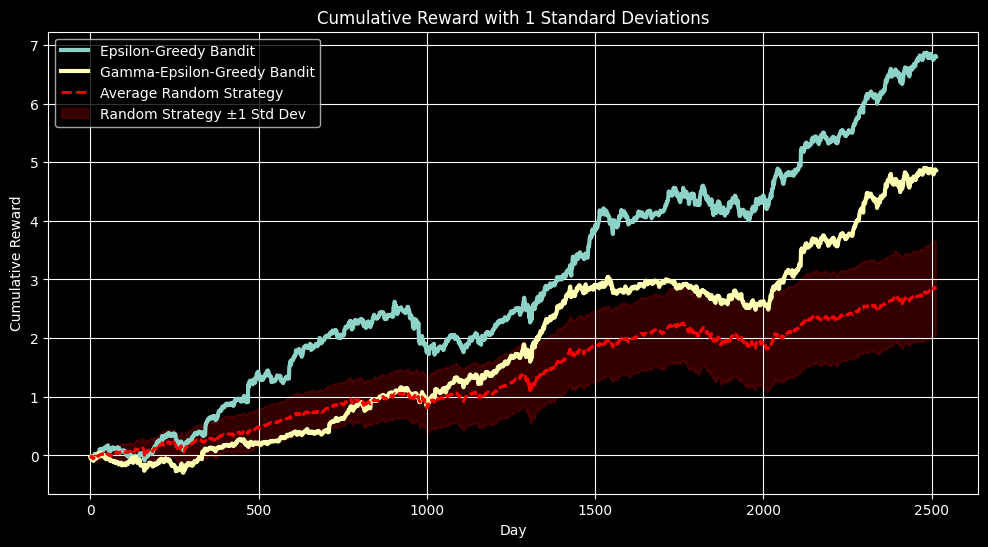 Cumulative Reward with 1 Standard Deviations
Epsilon-Greedy Bandit
Gamma-Epsilon-Greedy Bandit
Average Random Strategy
Random Strategy ±1 Std Dev
7
6
5
4
3
2
1
0
Cumulative Reward
0 500 1000 1500 2000 2500
Day